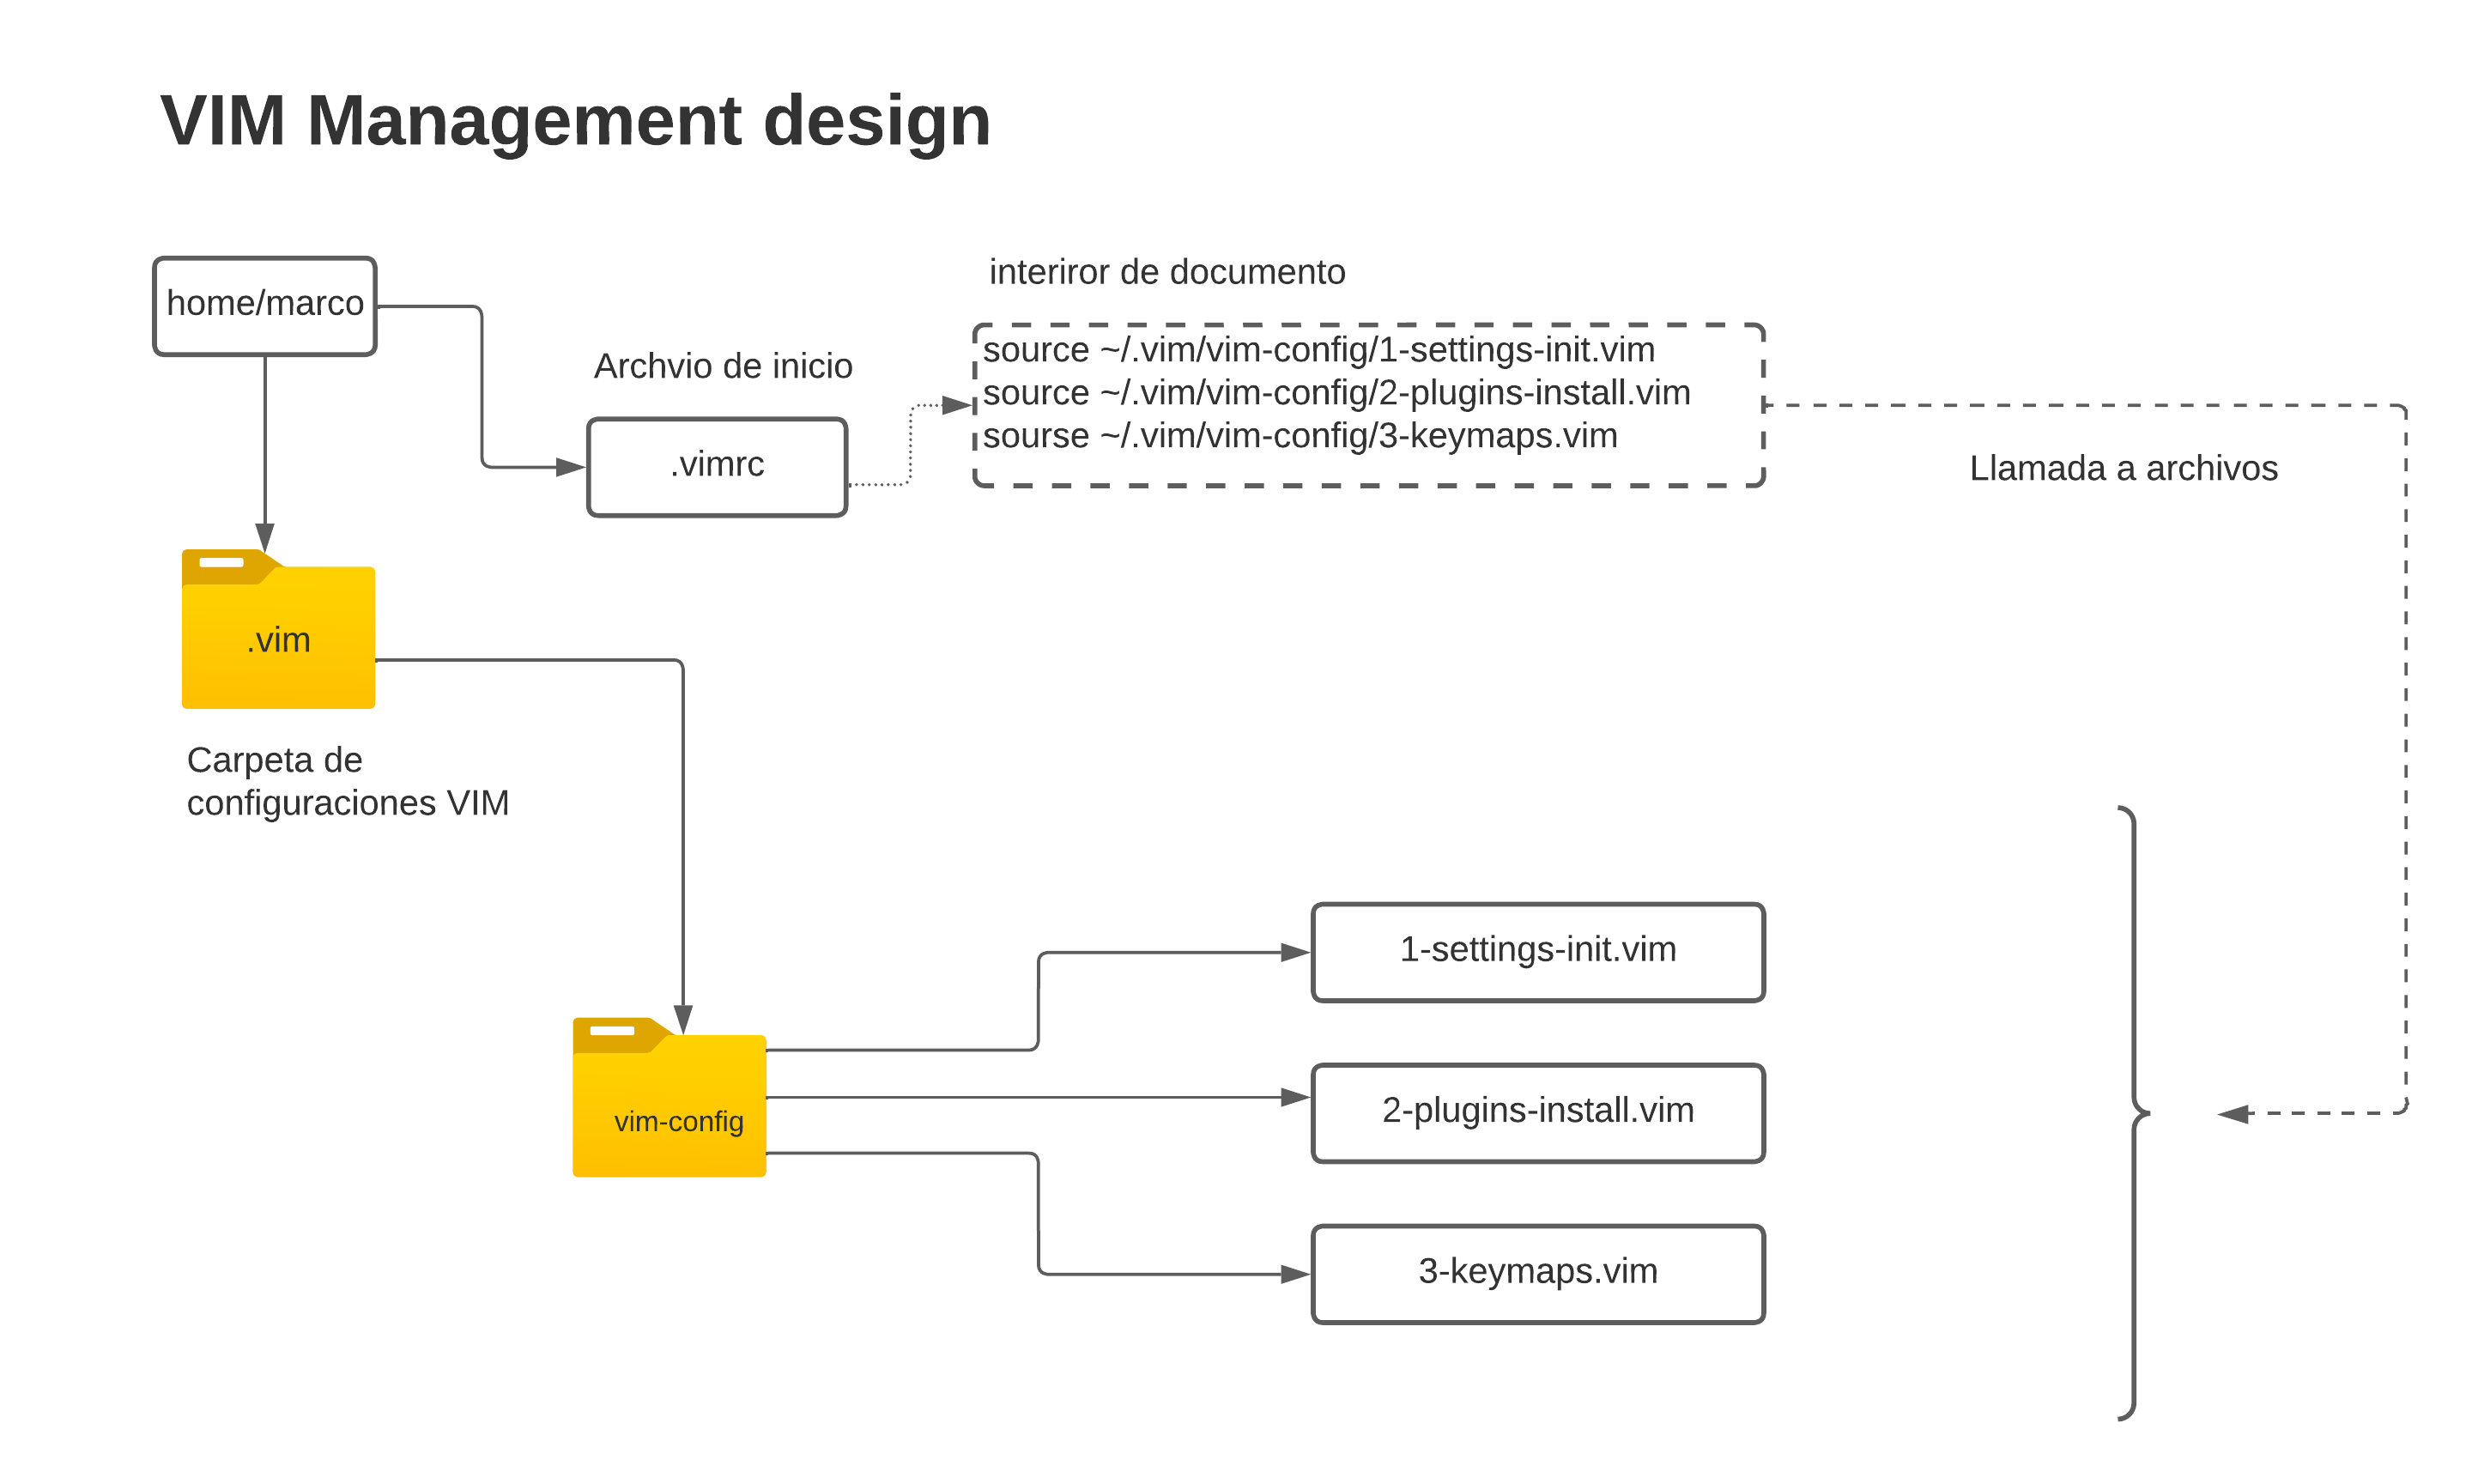 VIM Management design
home/marco
interiror de documento
Archvio de inicio
source ~/.vim/vim-config/1-settings-init.vim
source ~/.vim/vim-config/2-plugins-install.vim
sourse ~/.vim/vim-config/3-keymaps.vim
.vimrc
Llamada a archivos
.vim
Carpeta de
configuraciones VIM
1-settings-init.vim
vim-config
2-plugins-install.vim
3-keymaps.vim